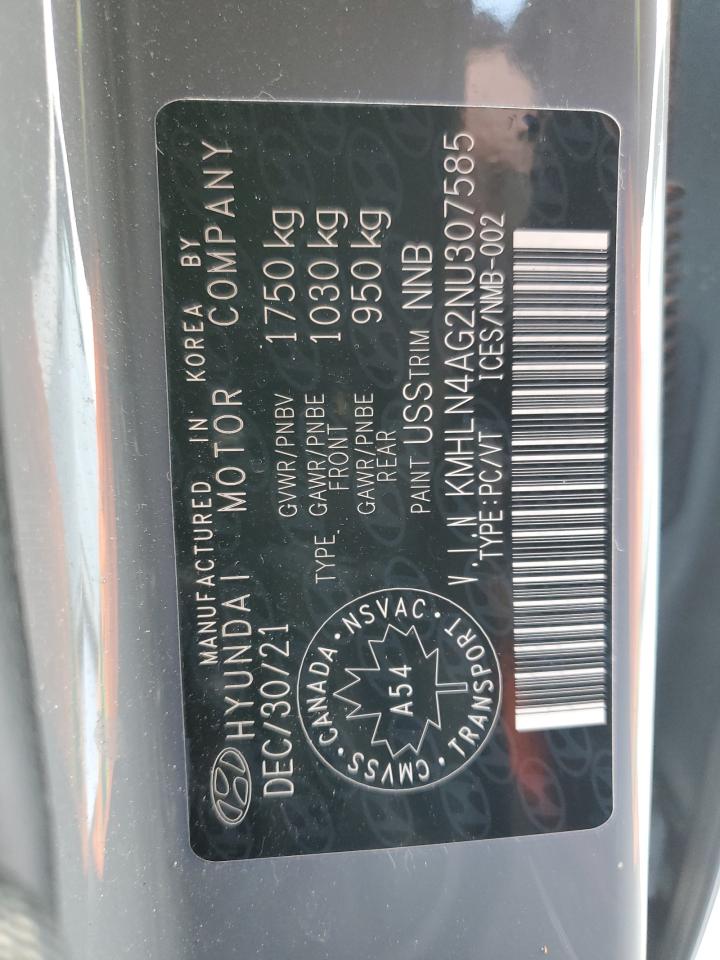 MANUFACTURED IN KOREA BY
HYUNDAI MOTOR COMPANY
DEC/30/21
GVWR/PNBV 1750 kg
TYPE GAWR/PNBE FRONT 1030 kg
GAWR/PNBE REAR 950 kg
PAINT USS TRIM NNB
V.I.N KMHLN4AG2NU307585
TYPE:PC/VT ICES/NMB-002
CANADA · NSVAC · TRANSPORT · CMVSS ·
A54